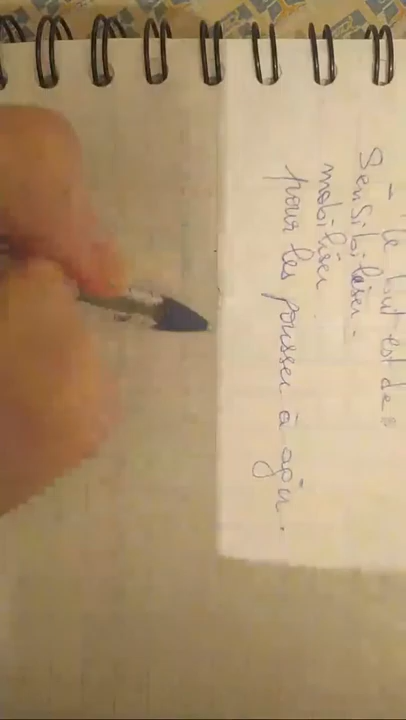 - le but est de
Sensibiliser -
mobiliser
pour les pousser à agir.